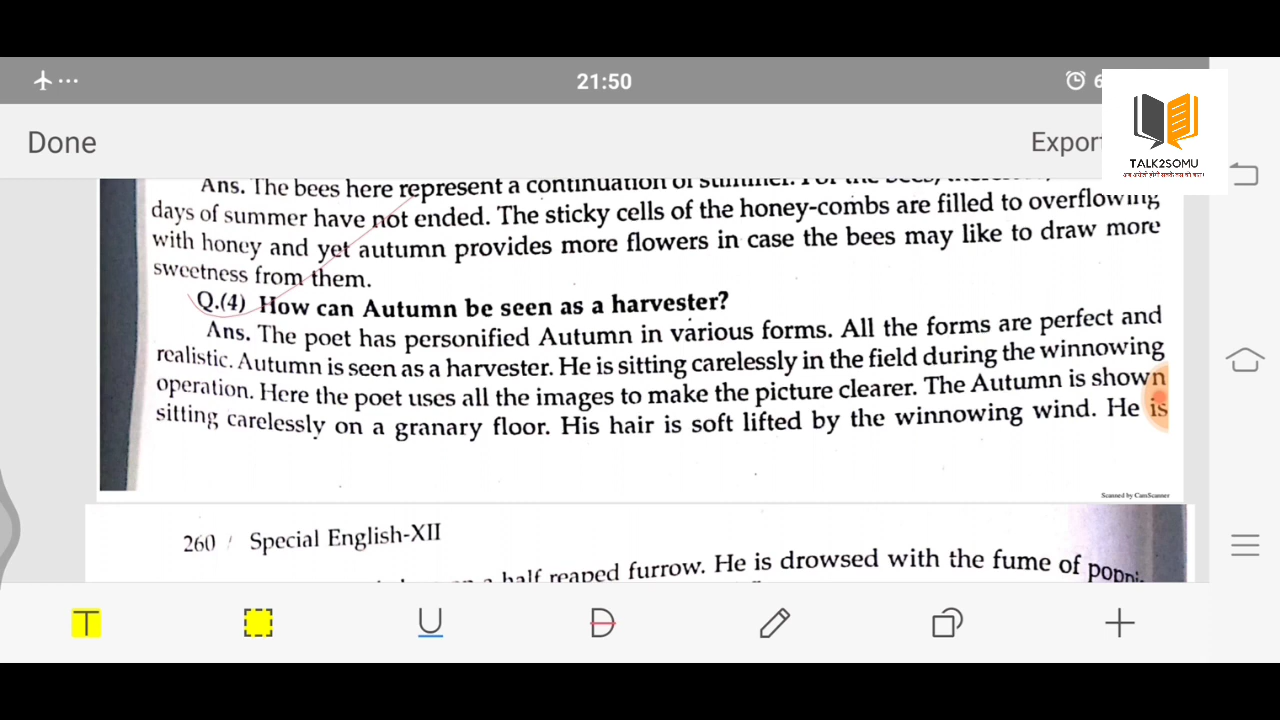 21:50
6
Done
Export
TALK2SOMU
Ans. The bees here represent a continuation of summer. For the bees,
days of summer have not ended. The sticky cells of the honey-combs are filled to overflowing
with honey and yet autumn provides more flowers in case the bees may like to draw more
sweetness from them.
Q.(4) How can Autumn be seen as a harvester?
Ans. The poet has personified Autumn in various forms. All the forms are perfect and
realistic. Autumn is seen as a harvester. He is sitting carelessly in the field during the winnowing
operation. Here the poet uses all the images to make the picture clearer. The Autumn is shown
sitting carelessly on a granary floor. His hair is soft lifted by the winnowing wind. He is
Scanned by CamScanner
260 / Special English-XII
half reaped furrow. He is drowsed with the fume of
T
U
D